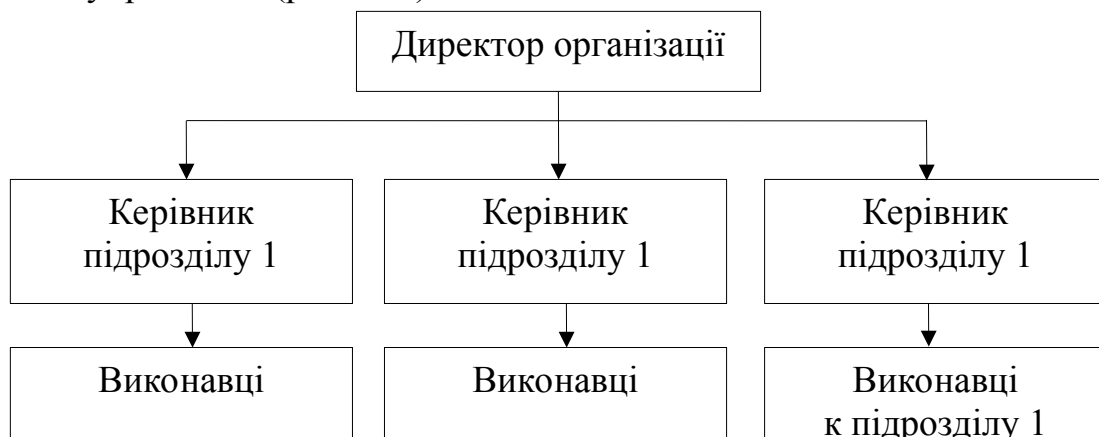 Директор організації
Керівник
підрозділу 1
Керівник
підрозділу 1
Керівник
підрозділу 1
Виконавці
Виконавці
Виконавці
к підрозділу 1